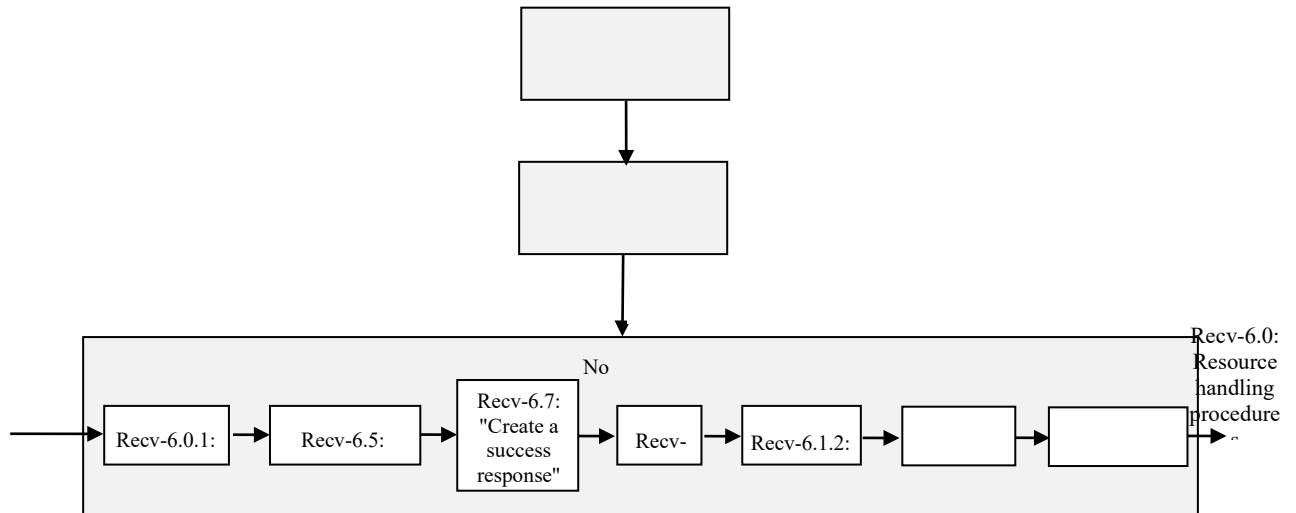 Recv-6.0:
Resource
handling
procedure
No
Recv-6.0.1:
Recv-6.5:
Recv-6.7:
"Create a
success
response"
Recv-
Recv-6.1.2: